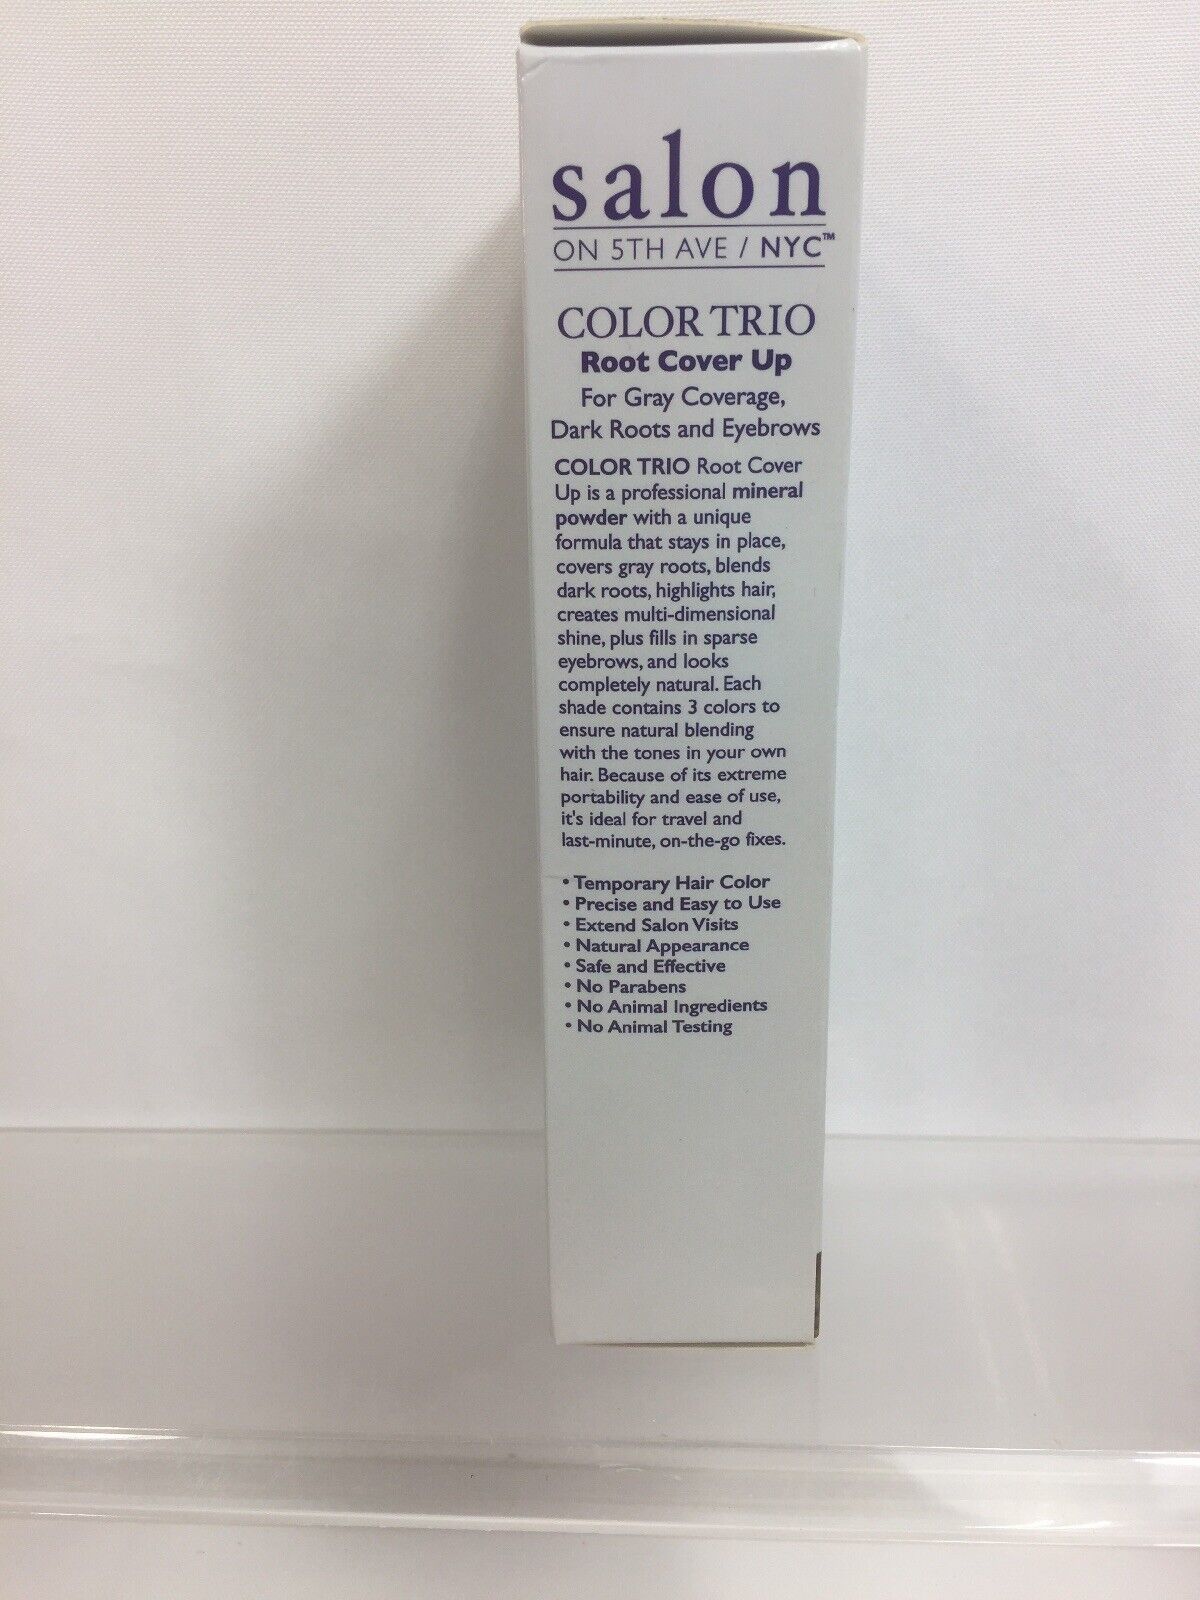 salon
ON 5TH AVE / NYC™
COLOR TRIO
Root Cover Up
For Gray Coverage,
Dark Roots and Eyebrows
COLOR TRIO Root Cover
Up is a professional mineral
powder with a unique
formula that stays in place,
covers gray roots, blends
dark roots, highlights hair,
creates multi-dimensional
shine, plus fills in sparse
eyebrows, and looks
completely natural. Each
shade contains 3 colors to
ensure natural blending
with the tones in your own
hair. Because of its extreme
portability and ease of use,
it's ideal for travel and
last-minute, on-the-go fixes.
• Temporary Hair Color
• Precise and Easy to Use
• Extend Salon Visits
• Natural Appearance
• Safe and Effective
• No Parabens
• No Animal Ingredients
• No Animal Testing